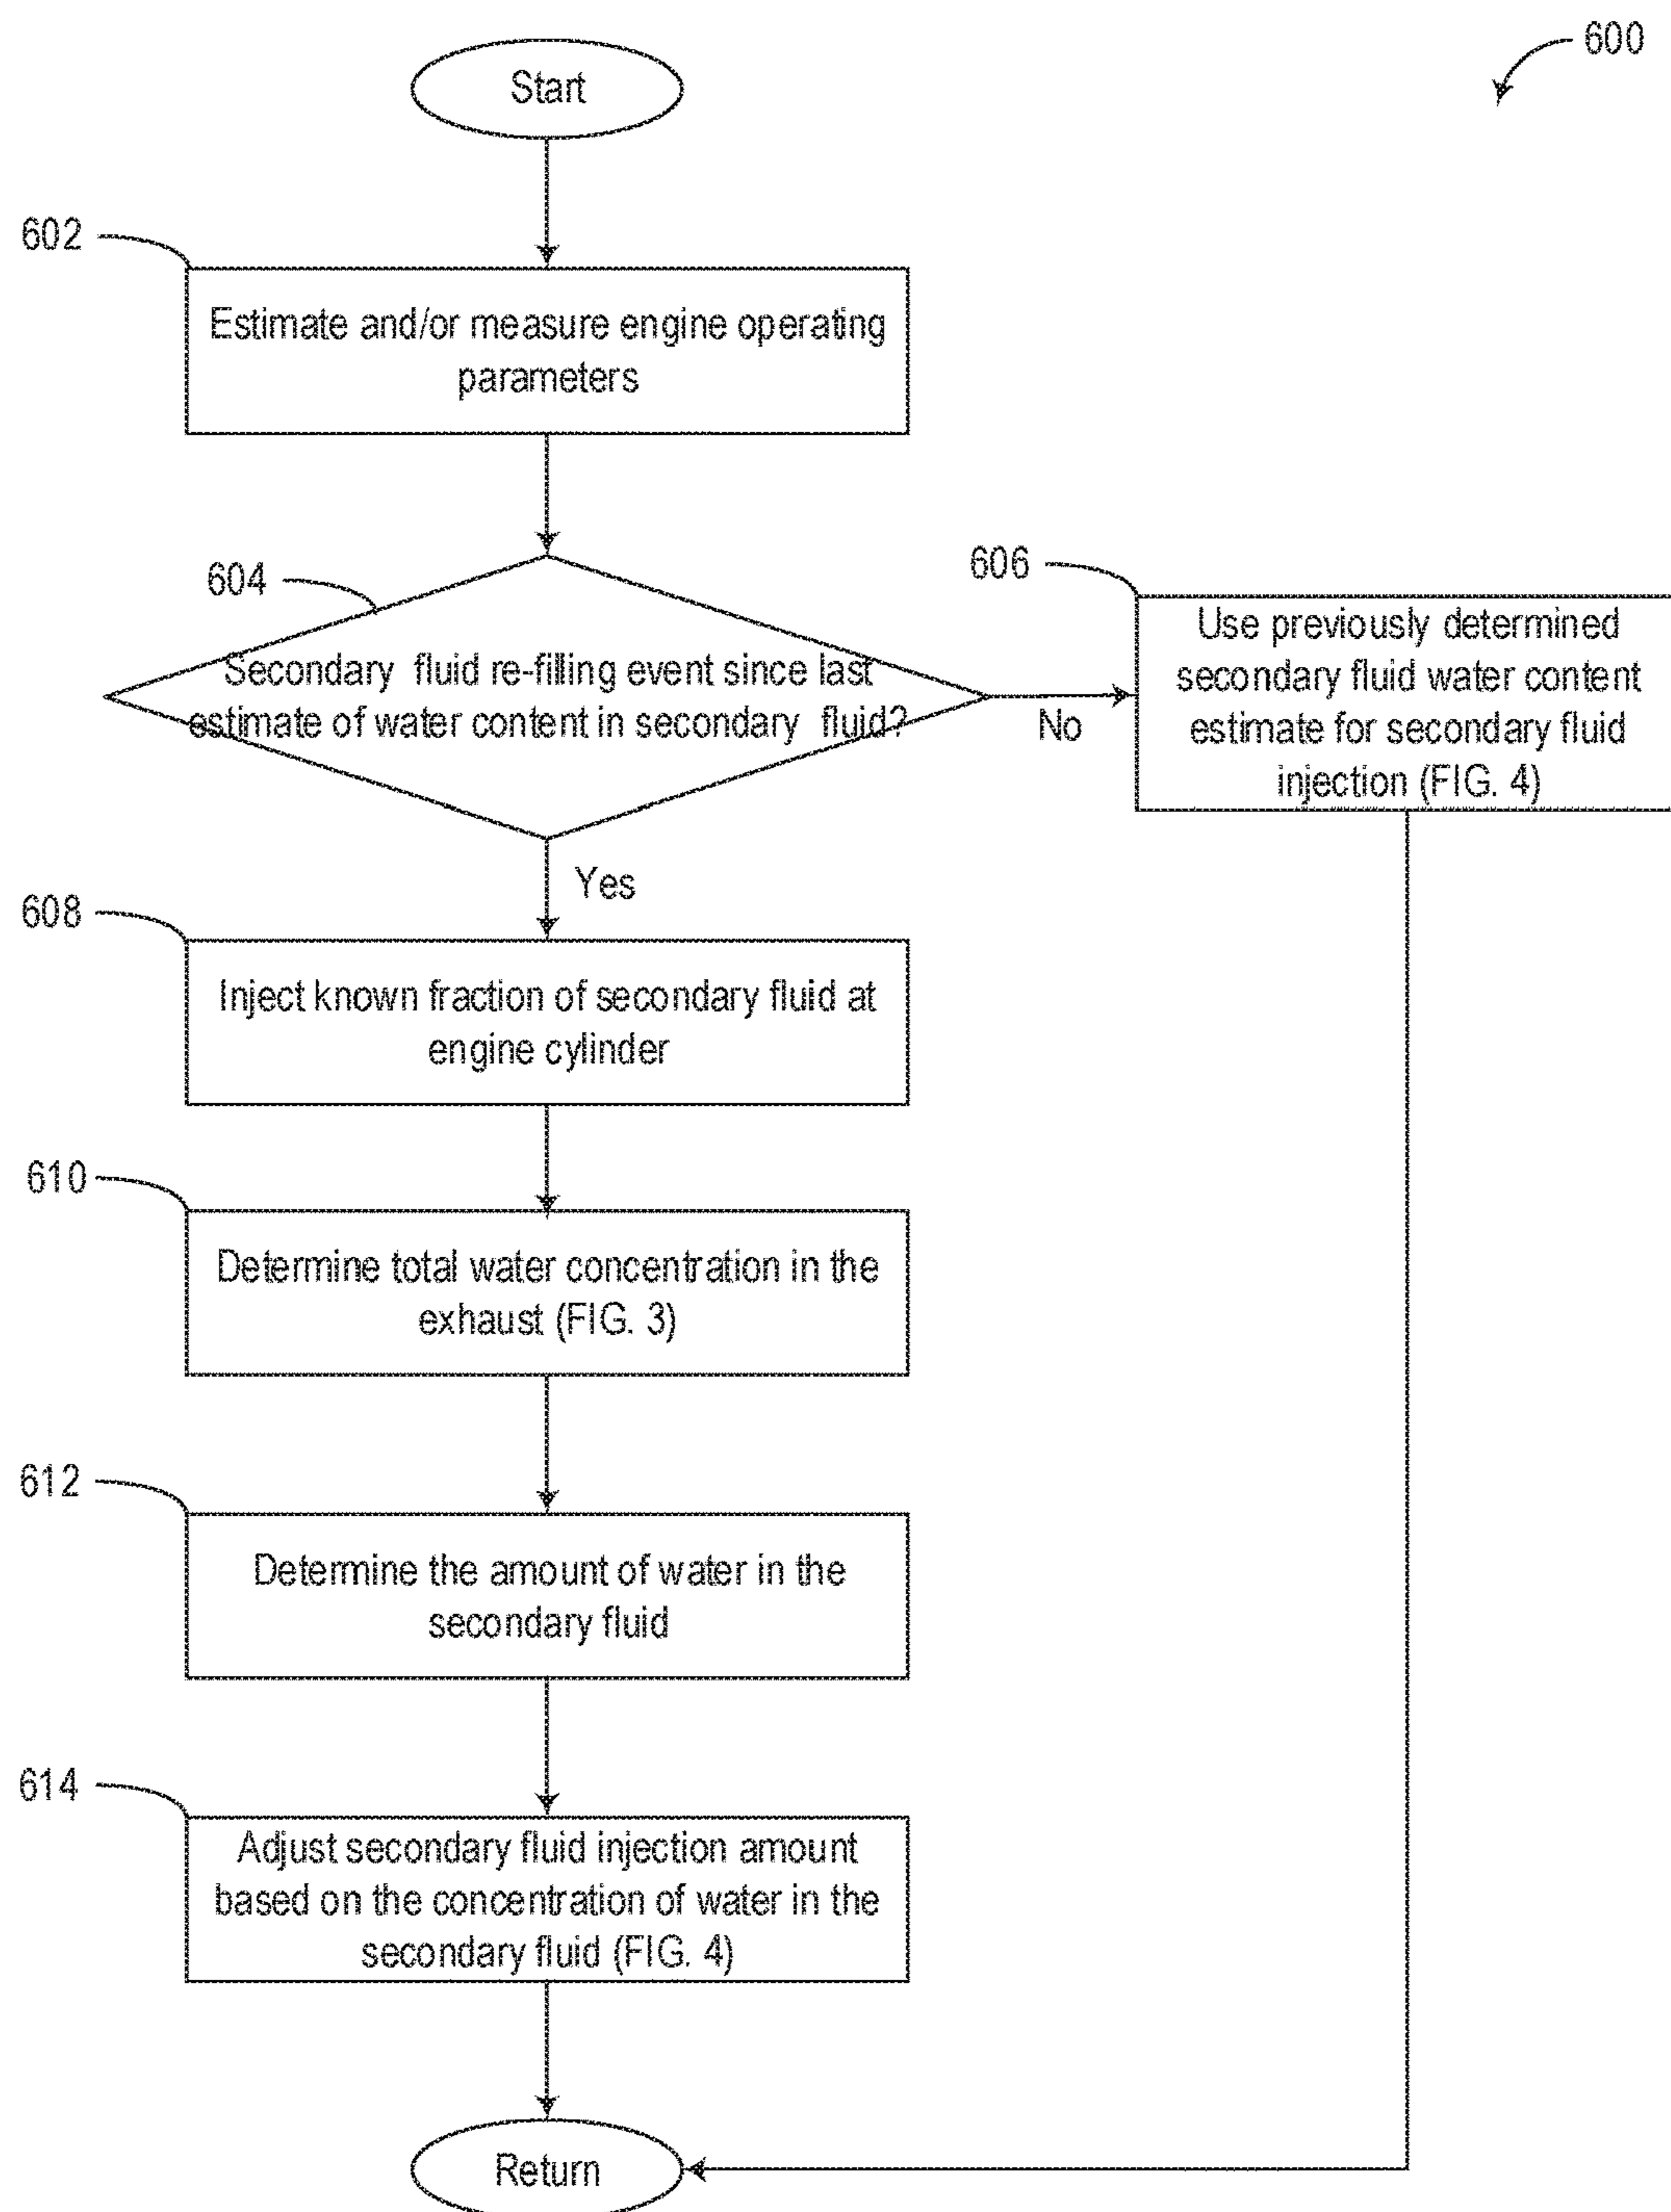 600
Start
602
Estimate and/or measure engine operating
parameters
604
Secondary fluid re-filling event since last
estimate of water content in secondary fluid?
No
606
Use previously determined
secondary fluid water content
estimate for secondary fluid
injection (FIG. 4)
Yes
608
Inject known fraction of secondary fluid at
engine cylinder
610
Determine total water concentration in the
exhaust (FIG. 3)
612
Determine the amount of water in the
secondary fluid
614
Adjust secondary fluid injection amount
based on the concentration of water in the
secondary fluid (FIG. 4)
Return